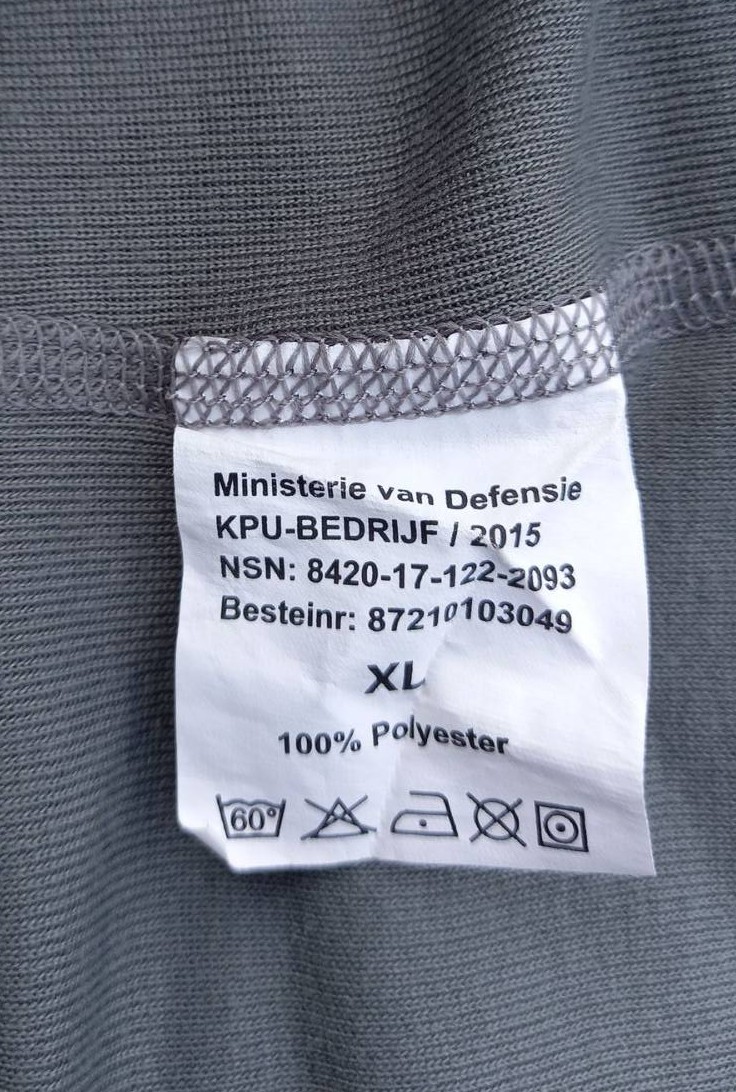 Ministerie van Defensie
KPU-BEDRIJF / 2015
NSN: 8420-17-122-2093
Besteinr: 87210103049
XL
100% Polyester
60°